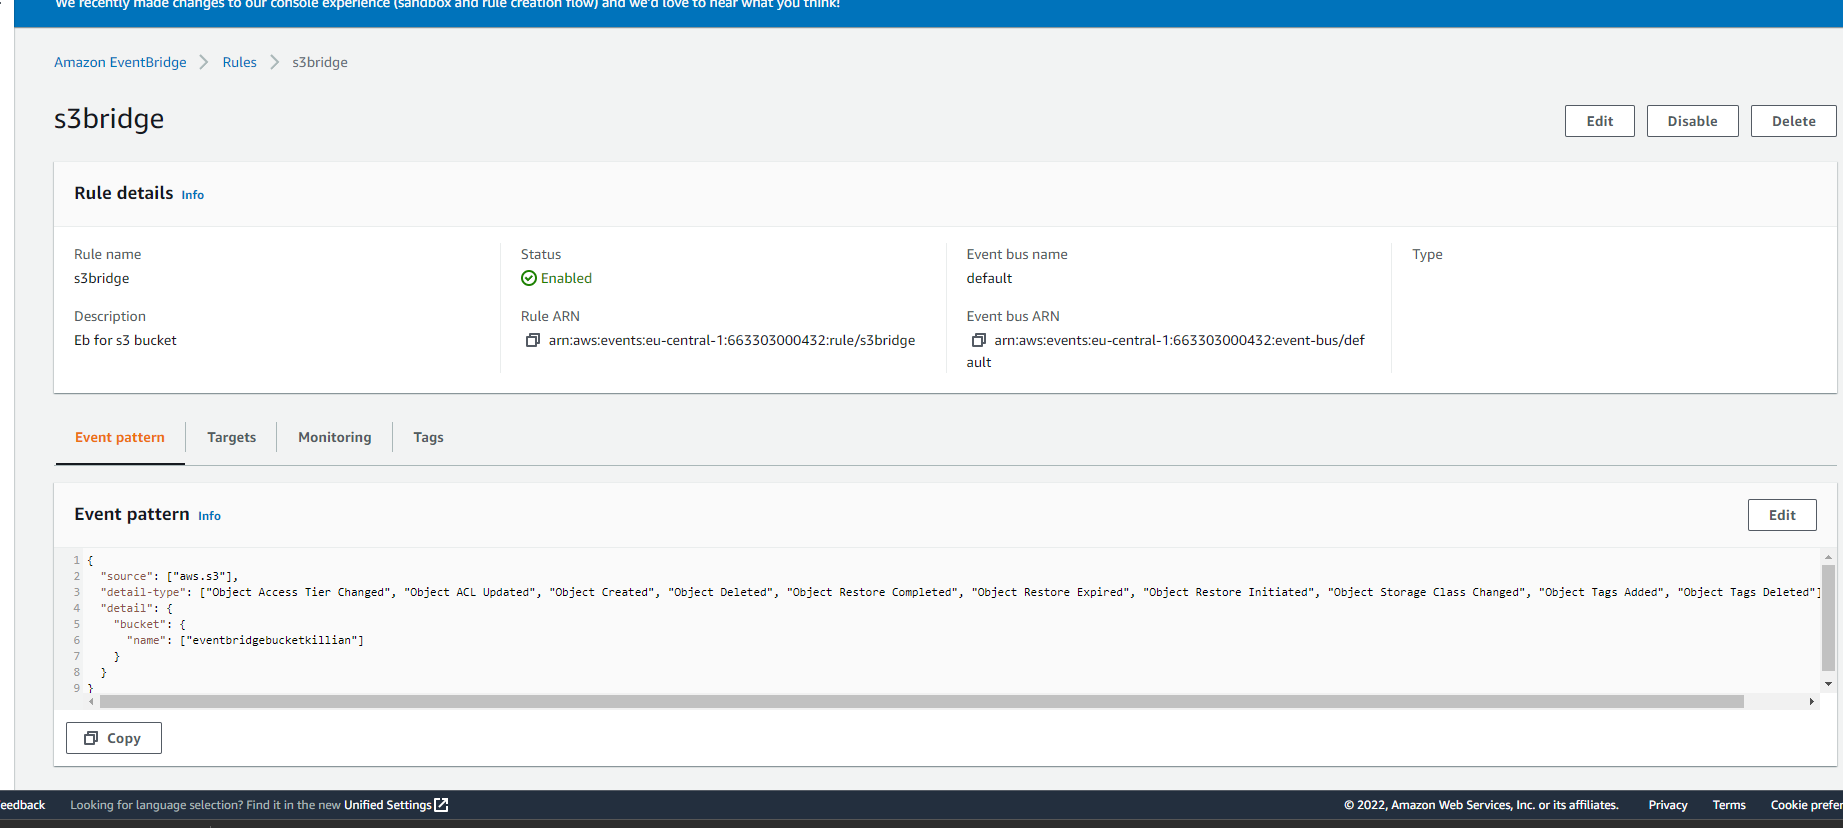 We recently made changes to our console experience (sandbox and rule creation flow) and we'd love to hear what you think!
Amazon EventBridge > Rules > s3bridge
s3bridge
Edit
Disable
Delete
Rule details Info
Rule name
s3bridge
Description
Eb for s3 bucket
Status
Enabled
Rule ARN
arn:aws:events:eu-central-1:663303000432:rule/s3bridge
Event bus name
default
Event bus ARN
arn:aws:events:eu-central-1:663303000432:event-bus/def
ault
Type
Event pattern
Targets
Monitoring
Tags
Event pattern Info
Edit
1 {
2 "source": ["aws.s3"],
3 "detail-type": ["Object Access Tier Changed", "Object ACL Updated", "Object Created", "Object Deleted", "Object Restore Completed", "Object Restore Expired", "Object Restore Initiated", "Object Storage Class Changed", "Object Tags Added", "Object Tags Deleted"]
4 "detail": {
5 "bucket": {
6 "name": ["eventbridgebucketkillian"]
7 }
8 }
9 }
Copy
eedback
Looking for language selection? Find it in the new Unified Settings
© 2022, Amazon Web Services, Inc. or its affiliates.
Privacy
Terms
Cookie prefer